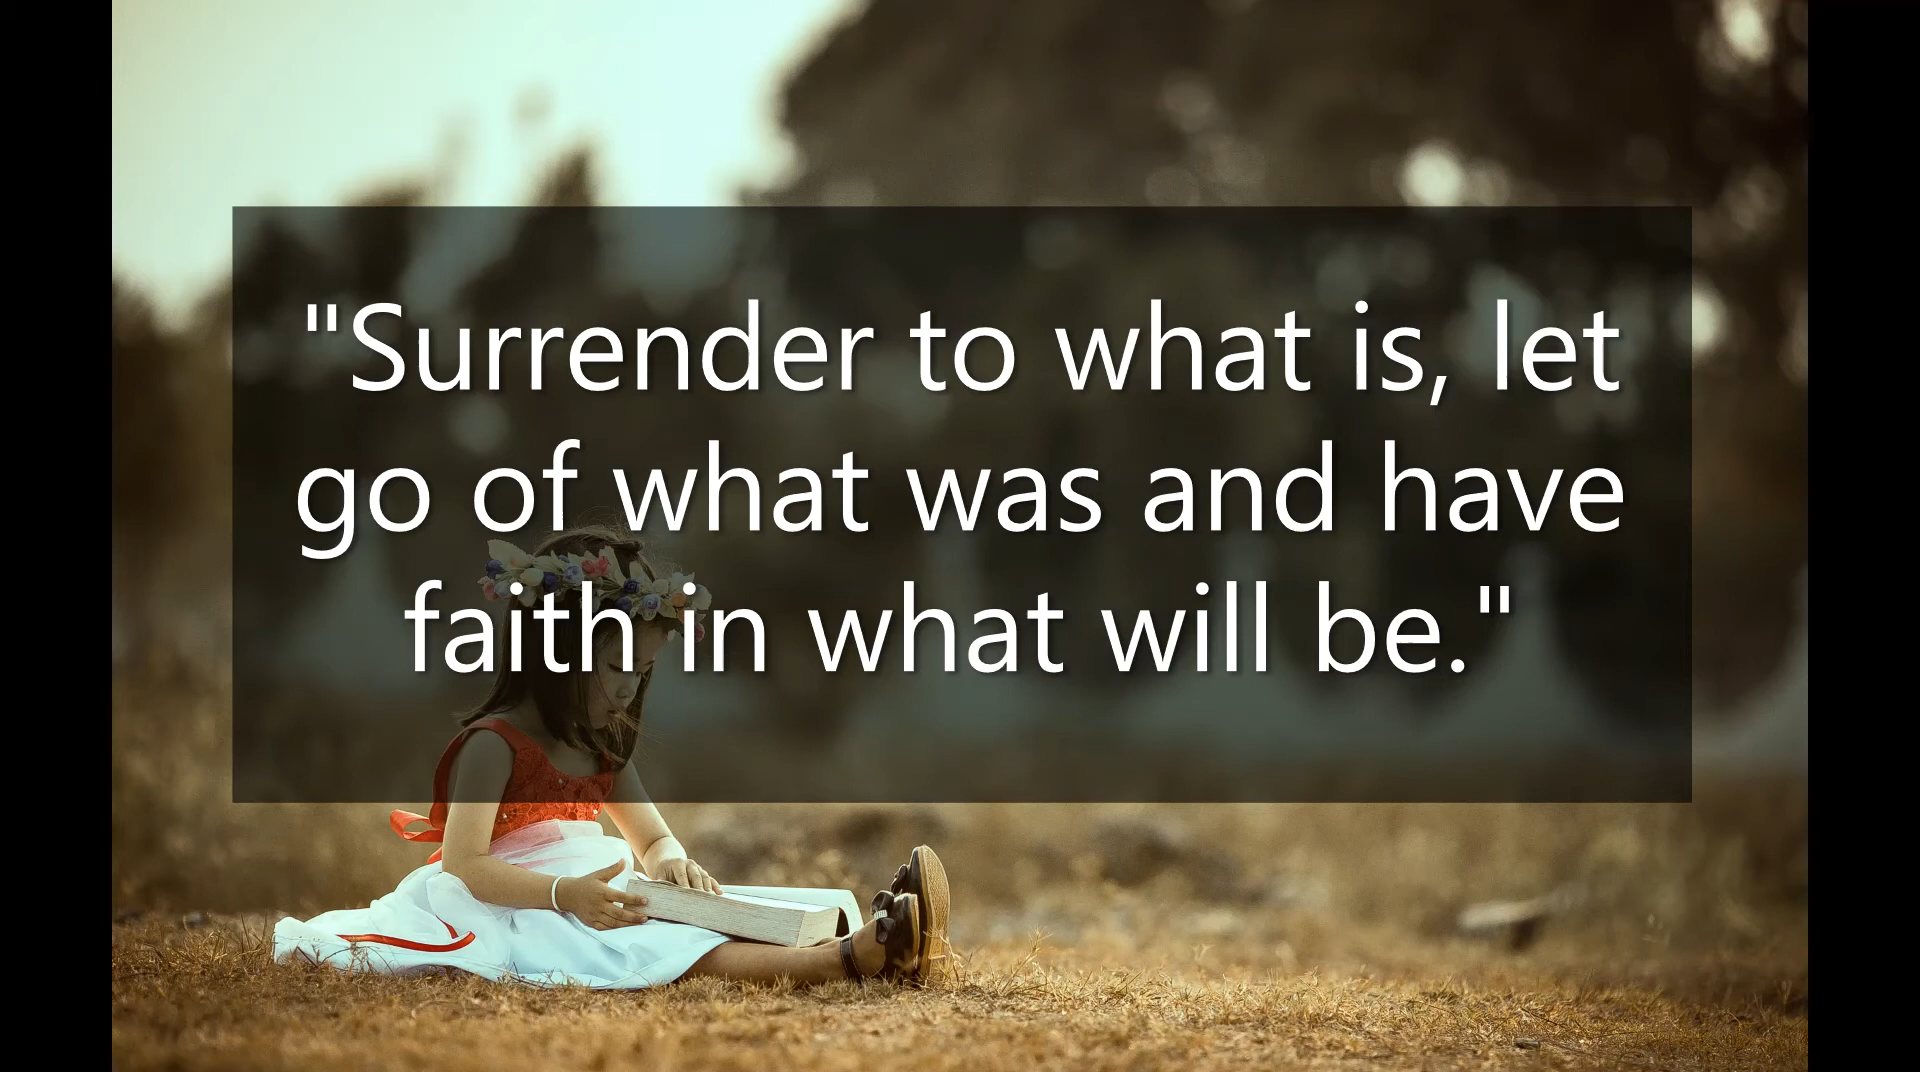 "Surrender to what is, let
go of what was and have
faith in what will be."